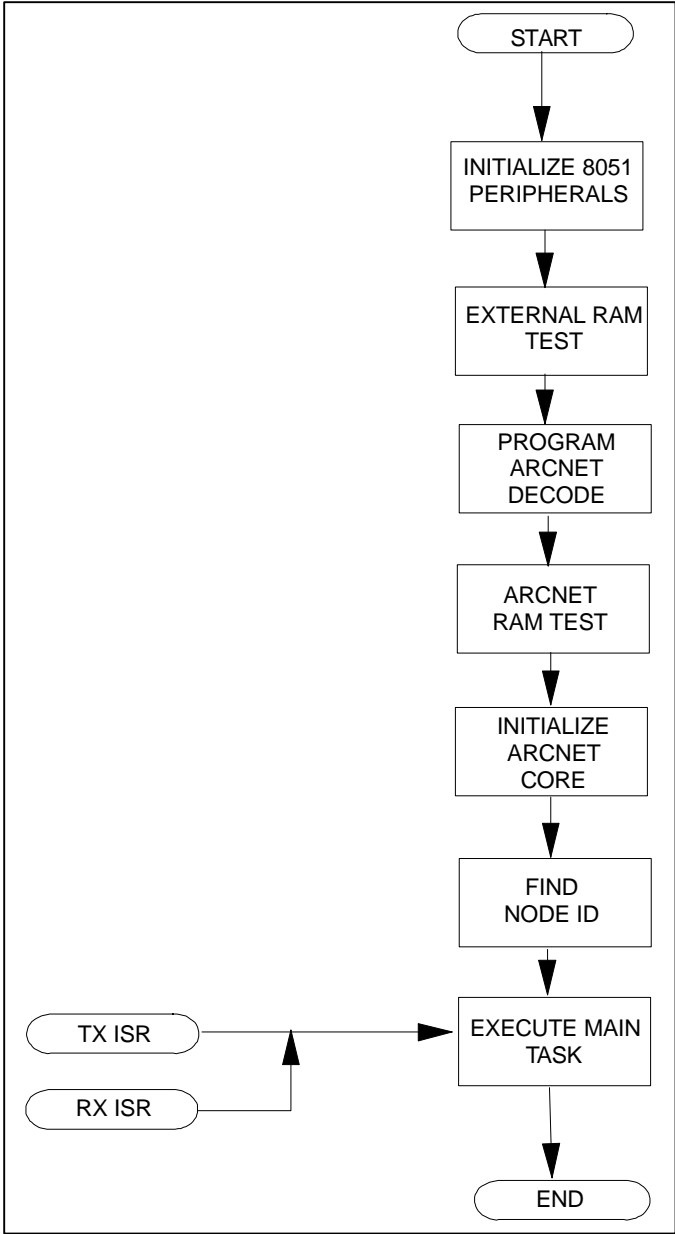 START
INITIALIZE 8051
PERIPHERALS
EXTERNAL RAM
TEST
PROGRAM
ARCNET
DECODE
ARCNET
RAM TEST
INITIALIZE
ARCNET
CORE
FIND
NODE ID
TX ISR
EXECUTE MAIN
TASK
RX ISR
END